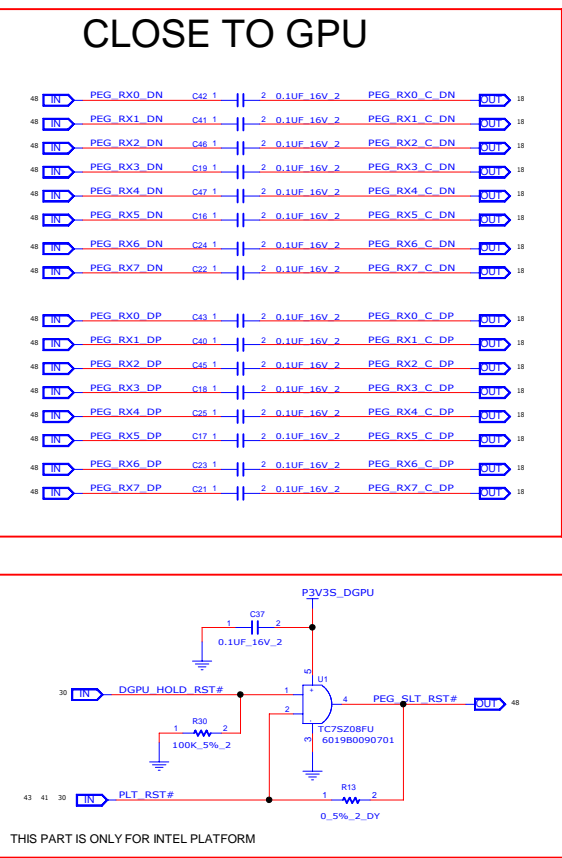 CLOSE TO GPU
48 IN PEG_RX0_DN C42 1 2 0.1UF_16V_2 PEG_RX0_C_DN OUT 18
48 IN PEG_RX1_DN C41 1 2 0.1UF_16V_2 PEG_RX1_C_DN OUT 18
48 IN PEG_RX2_DN C46 1 2 0.1UF_16V_2 PEG_RX2_C_DN OUT 18
48 IN PEG_RX3_DN C19 1 2 0.1UF_16V_2 PEG_RX3_C_DN OUT 18
48 IN PEG_RX4_DN C47 1 2 0.1UF_16V_2 PEG_RX4_C_DN OUT 18
48 IN PEG_RX5_DN C16 1 2 0.1UF_16V_2 PEG_RX5_C_DN OUT 18
48 IN PEG_RX6_DN C24 1 2 0.1UF_16V_2 PEG_RX6_C_DN OUT 18
48 IN PEG_RX7_DN C22 1 2 0.1UF_16V_2 PEG_RX7_C_DN OUT 18
48 IN PEG_RX0_DP C43 1 2 0.1UF_16V_2 PEG_RX0_C_DP OUT 18
48 IN PEG_RX1_DP C40 1 2 0.1UF_16V_2 PEG_RX1_C_DP OUT 18
48 IN PEG_RX2_DP C45 1 2 0.1UF_16V_2 PEG_RX2_C_DP OUT 18
48 IN PEG_RX3_DP C18 1 2 0.1UF_16V_2 PEG_RX3_C_DP OUT 18
48 IN PEG_RX4_DP C25 1 2 0.1UF_16V_2 PEG_RX4_C_DP OUT 18
48 IN PEG_RX5_DP C17 1 2 0.1UF_16V_2 PEG_RX5_C_DP OUT 18
48 IN PEG_RX6_DP C23 1 2 0.1UF_16V_2 PEG_RX6_C_DP OUT 18
48 IN PEG_RX7_DP C21 1 2 0.1UF_16V_2 PEG_RX7_C_DP OUT 18
P3V3S_DGPU
C37
1 2
0.1UF_16V_2
5 U1
30 IN DGPU_HOLD_RST# 1 + 4 PEG_SLT_RST# OUT 48
2
-
R30
1 2
100K_5%_2
3
TC7SZ08FU
6019B0090701
R13
43 41 30 IN PLT_RST# 1 2
0_5%_2_DY
THIS PART IS ONLY FOR INTEL PLATFORM